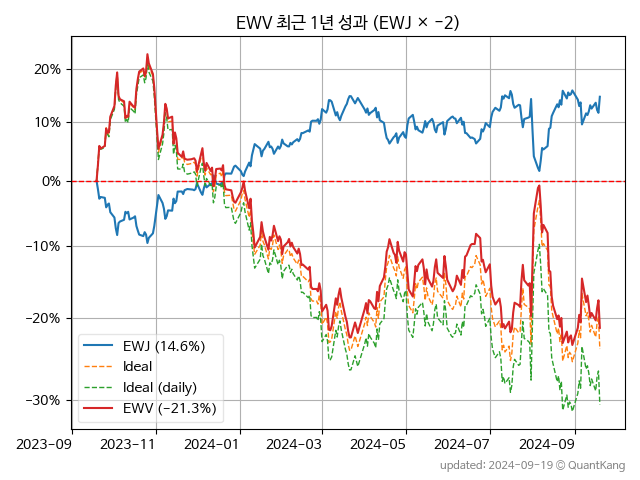 EWV 최근 1년 성과 (EWJ × −2)
20%
10%
0%
−10%
−20%
−30%
EWJ (14.6%)
Ideal
Ideal (daily)
EWV (−21.3%)
2023-09 2023-11 2024-01 2024-03 2024-05 2024-07 2024-09
updated: 2024-09-19 © QuantKang